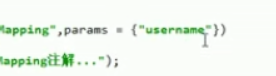 Mapping",params = {"username"})
Mapping注解...");